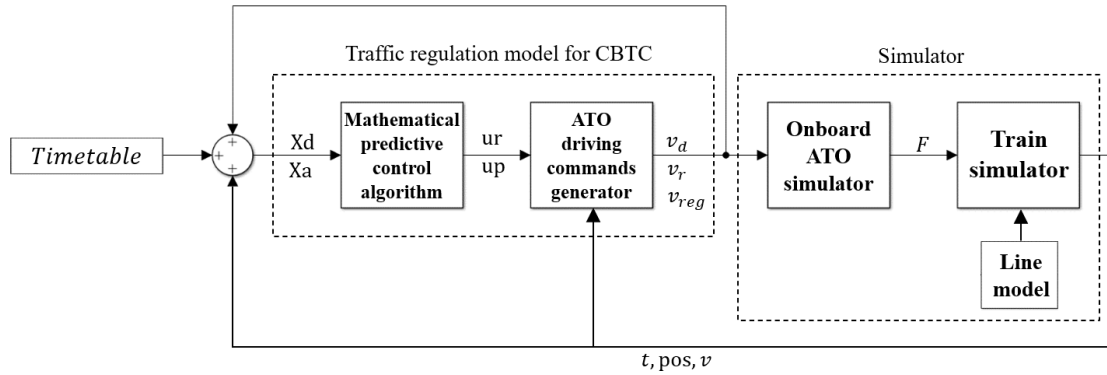 Traffic regulation model for CBTC
Simulator
Timetable
+
+
+
Xd
Xa
Mathematical
predictive
control
algorithm
ur
up
ATO
driving
commands
generator
v_d
v_r
v_reg
Onboard
ATO
simulator
F
Train
simulator
Line
model
t, pos, v